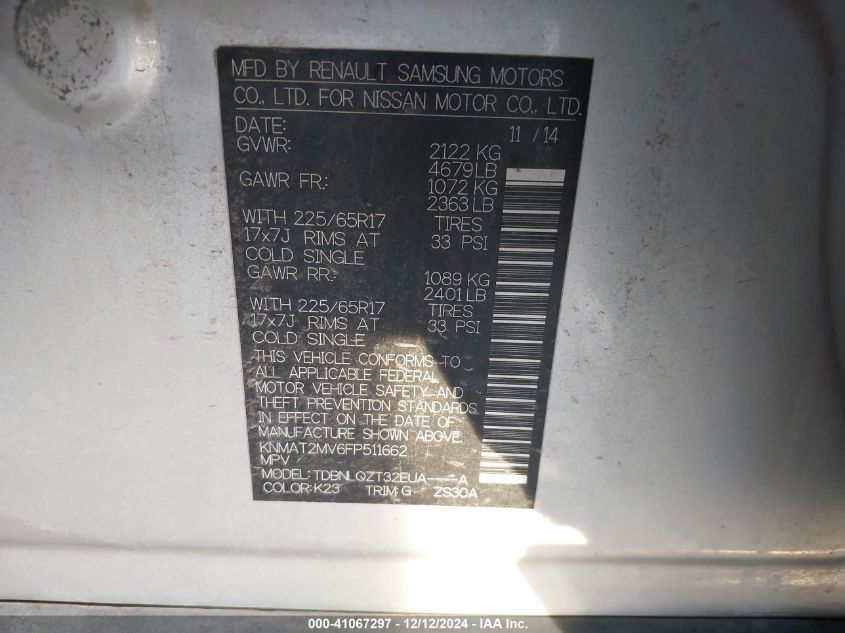 MFD BY RENAULT SAMSUNG MOTORS
CO., LTD. FOR NISSAN MOTOR CO., LTD.
DATE: 11 / 14
GVWR: 2122 KG
4679 LB
GAWR FR: 1072 KG
2363 LB
WITH 225/65R17 TIRES
17x7J RIMS AT 33 PSI
COLD SINGLE
GAWR RR: 1089 KG
2401 LB
WITH 225/65R17 TIRES
17x7J RIMS AT 33 PSI
COLD SINGLE
THIS VEHICLE CONFORMS TO
ALL APPLICABLE FEDERAL
MOTOR VEHICLE SAFETY AND
THEFT PREVENTION STANDARDS
IN EFFECT ON THE DATE OF
MANUFACTURE SHOWN ABOVE.
KNMAT2MV6FP511662
MPV
MODEL: TDBNLQZT32EUA----A
COLOR: K23 TRIM: G ZS30A
000-41067297 - 12/12/2024 - IAA Inc.